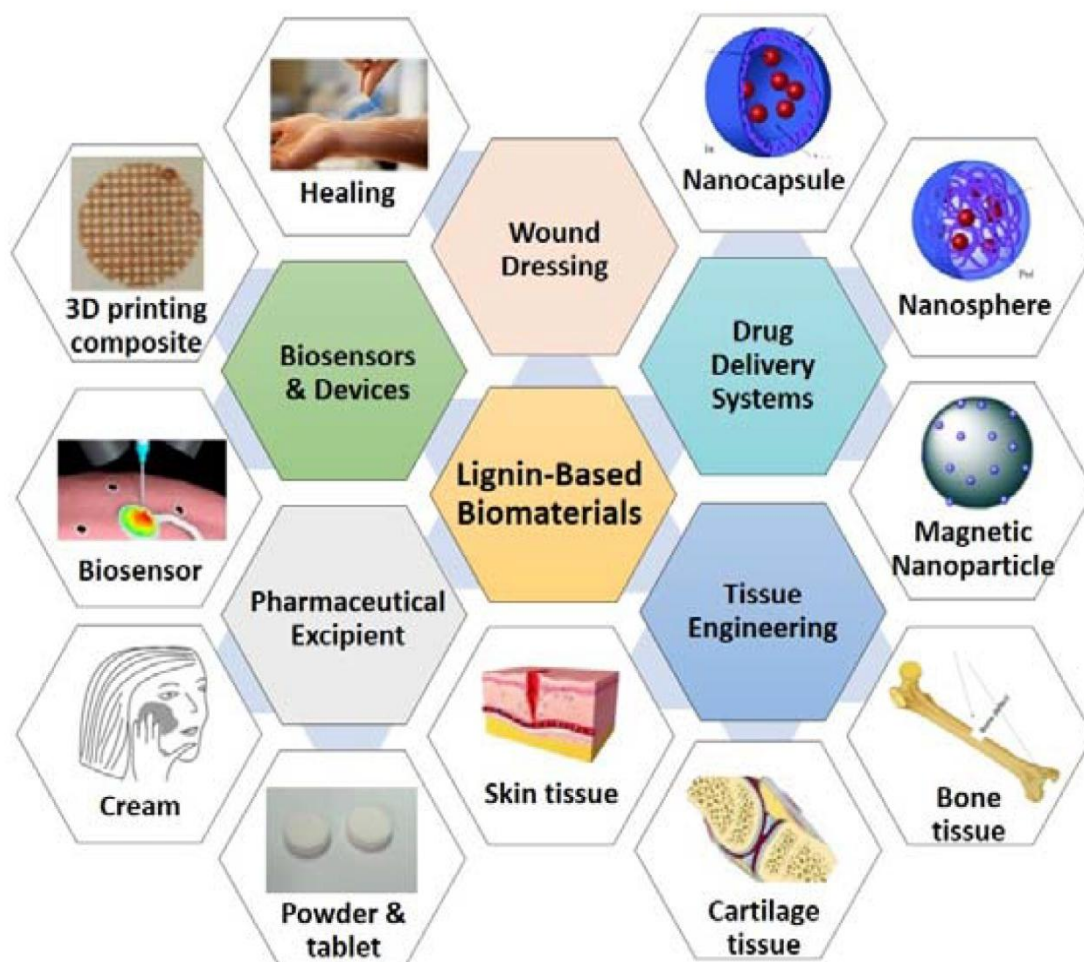 Healing
Nanocapsule
Wound
Dressing
3D printing
composite
Nanosphere
Biosensors
& Devices
Drug
Delivery
Systems
Lignin-Based
Biomaterials
Biosensor
Magnetic
Nanoparticle
Pharmaceutical
Excipient
Tissue
Engineering
Cream
Skin tissue
Bone
tissue
Powder &
tablet
Cartilage
tissue